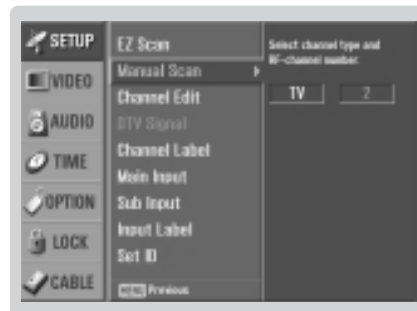 SETUP
VIDEO
AUDIO
TIME
OPTION
LOCK
CABLE
EZ Scan
Manual Scan
Channel Edit
DTV Signal
Channel Label
Main Input
Sub Input
Input Label
Set ID
MENU Previous
Select channel type and
RF-channel number.
TV 2